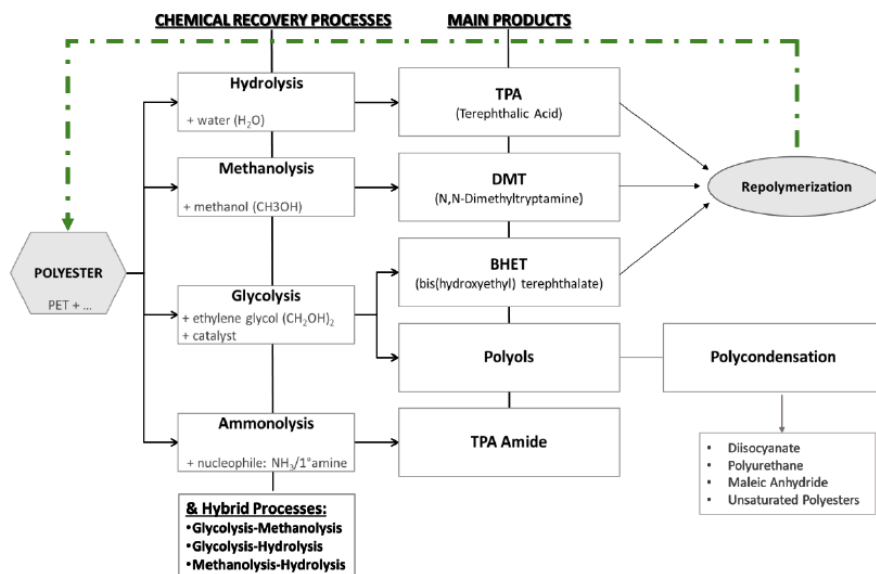 CHEMICAL RECOVERY PROCESSES
MAIN PRODUCTS
Hydrolysis
+ water (H₂O)
TPA
(Terephthalic Acid)
Methanolysis
+ methanol (CH3OH)
DMT
(N,N-Dimethyltryptamine)
Repolymerization
POLYESTER
PET + ...
Glycolysis
+ ethylene glycol (CH₂OH)₂
+ catalyst
BHET
(bis(hydroxyethyl) terephthalate)
Polyols
Polycondensation
Ammonolysis
+ nucleophile: NH₃/1°amine
TPA Amide
▪ Diisocyanate
▪ Polyurethane
▪ Maleic Anhydride
▪ Unsaturated Polyesters
& Hybrid Processes:
•Glycolysis-Methanolysis
•Glycolysis-Hydrolysis
•Methanolysis-Hydrolysis